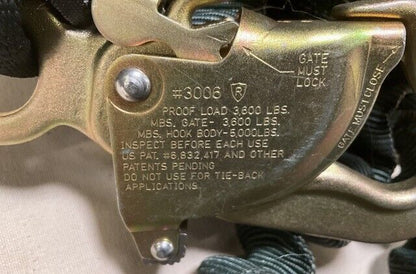 GATE
MUST
LOCK
#3006 R
PROOF LOAD 3,600 LBS.
MBS. GATE- 3,600 LBS.
MBS. HOOK BODY-5,000LBS.
INSPECT BEFORE EACH USE
US PAT. #6,832,417 AND OTHER
PATENTS PENDING
DO NOT USE FOR TIE-BACK
APPLICATIONS.
GATE MUST CLOSE